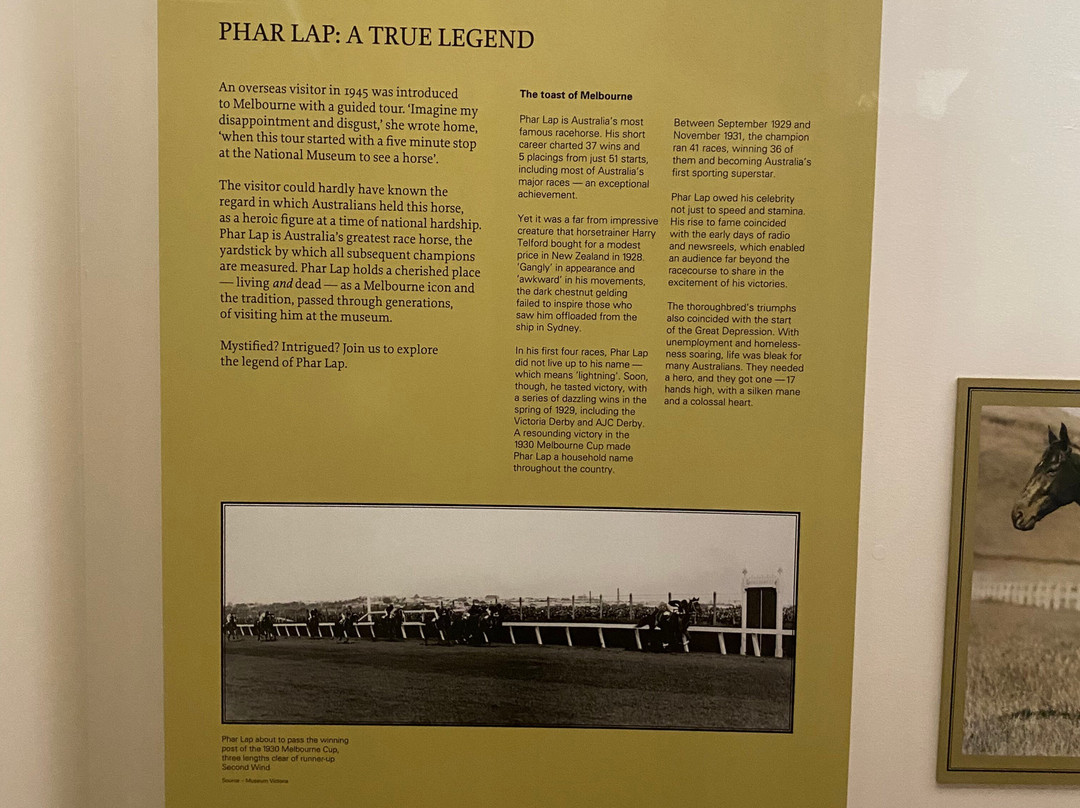 PHAR LAP: A TRUE LEGEND
An overseas visitor in 1945 was introduced
to Melbourne with a guided tour. ‘Imagine my
disappointment and disgust,’ she wrote home,
‘when this tour started with a five minute stop
at the National Museum to see a horse’.
The visitor could hardly have known the
regard in which Australians held this horse,
as a heroic figure at a time of national hardship.
Phar Lap is Australia’s greatest race horse, the
yardstick by which all subsequent champions
are measured. Phar Lap holds a cherished place
— living and dead — as a Melbourne icon and
the tradition, passed through generations,
of visiting him at the museum.
Mystified? Intrigued? Join us to explore
the legend of Phar Lap.
The toast of Melbourne
Phar Lap is Australia’s most
famous racehorse. His short
career charted 37 wins and
5 placings from just 51 starts,
including most of Australia’s
major races — an exceptional
achievement.
Yet it was a far from impressive
creature that horsetrainer Harry
Telford bought for a modest
price in New Zealand in 1928.
‘Gangly’ in appearance and
‘awkward’ in his movements,
the dark chestnut gelding
failed to inspire those who
saw him offloaded from the
ship in Sydney.
In his first four races, Phar Lap
did not live up to his name —
which means ‘lightning’. Soon,
though, he tasted victory, with
a series of dazzling wins in the
spring of 1929, including the
Victoria Derby and AJC Derby.
A resounding victory in the
1930 Melbourne Cup made
Phar Lap a household name
throughout the country.
Between September 1929 and
November 1931, the champion
ran 41 races, winning 36 of
them and becoming Australia’s
first sporting superstar.
Phar Lap owed his celebrity
not just to speed and stamina.
His rise to fame coincided
with the early days of radio
and newsreels, which enabled
an audience far beyond the
racecourse to share in the
excitement of his victories.
The thoroughbred’s triumphs
also coincided with the start
of the Great Depression. With
unemployment and homeless-
ness soaring, life was bleak for
many Australians. They needed
a hero, and they got one — 17
hands high, with a silken mane
and a colossal heart.
Phar Lap about to pass the winning
post of the 1930 Melbourne Cup,
three lengths clear of runner-up
Second Wind
Source – Museum Victoria